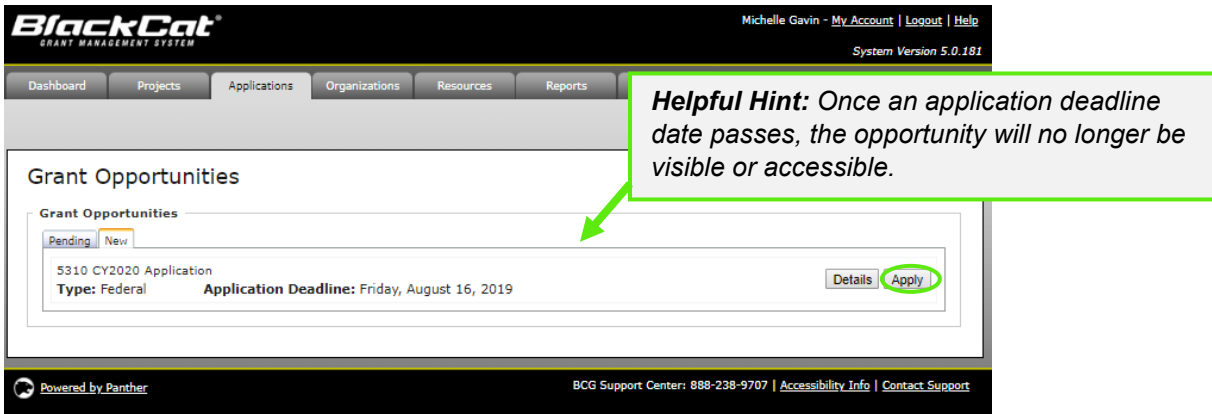 BlackCat®
GRANT MANAGEMENT SYSTEM
Michelle Gavin - My Account | Logout | Help
System Version 5.0.181
Dashboard Projects Applications Organizations Resources Reports
Helpful Hint: Once an application deadline
date passes, the opportunity will no longer be
visible or accessible.
Grant Opportunities
Grant Opportunities
Pending New
5310 CY2020 Application
Type: Federal Application Deadline: Friday, August 16, 2019
Details Apply
Powered by Panther
BCG Support Center: 888-238-9707 | Accessibility Info | Contact Support